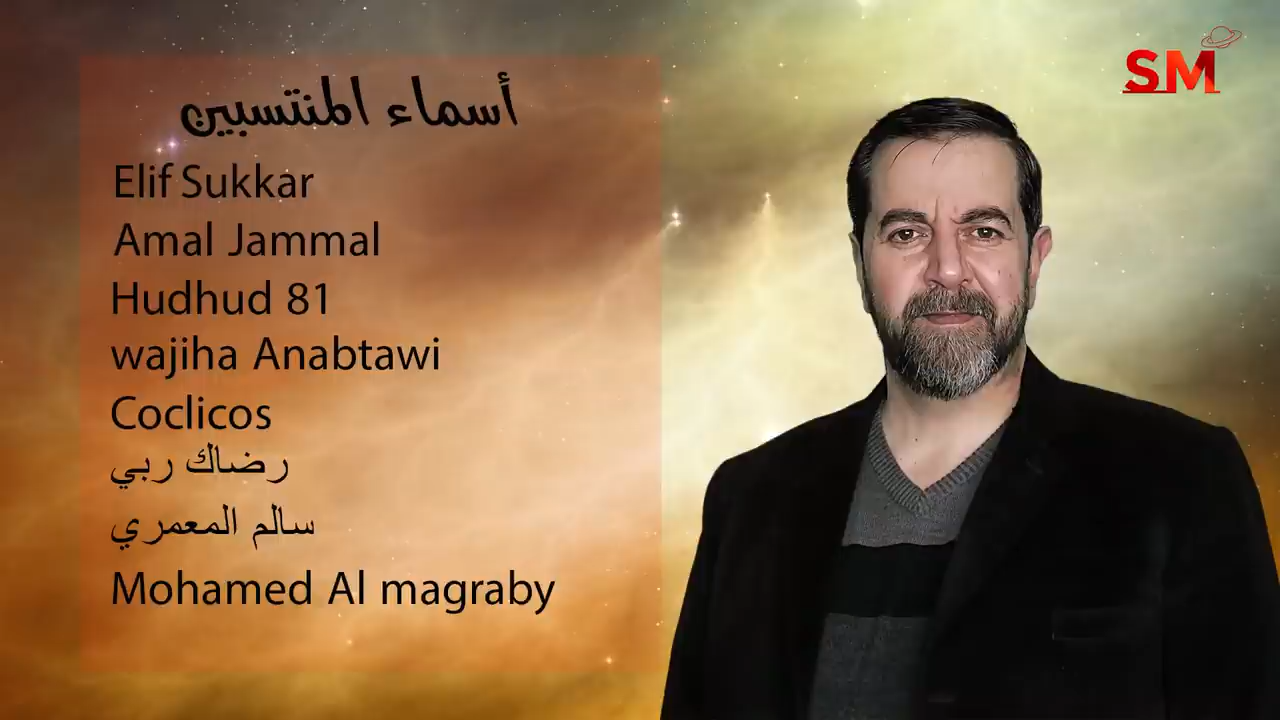 SM
أسماء المنتسبين
Elif Sukkar
Amal Jammal
Hudhud 81
wajiha Anabtawi
Coclicos
رضاك ربي
سالم المعمري
Mohamed Al magraby